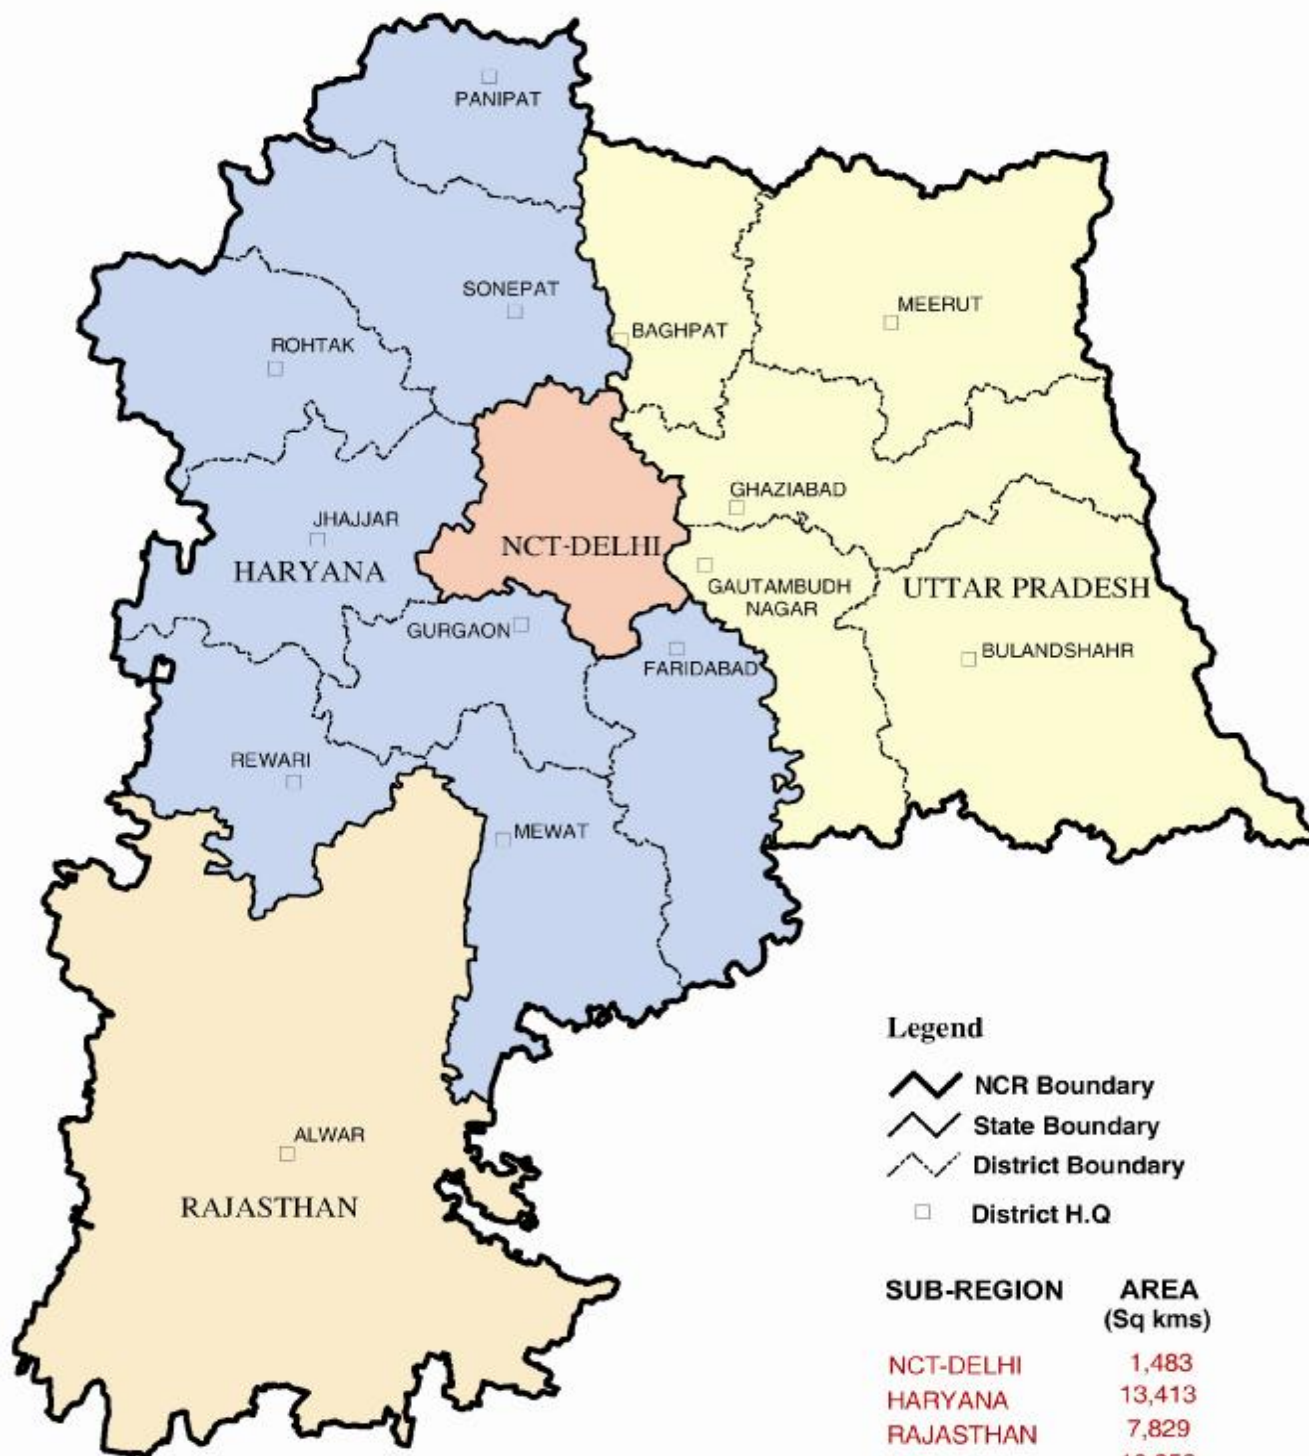 PANIPAT
SONEPAT
MEERUT
BAGHPAT
ROHTAK
GHAZIABAD
JHAJJAR
NCT-DELHI
HARYANA
GAUTAMBUDH
NAGAR
UTTAR PRADESH
GURGAON
BULANDSHAHR
FARIDABAD
REWARI
MEWAT
ALWAR
RAJASTHAN
Legend
NCR Boundary
State Boundary
District Boundary
District H.Q
SUB-REGION AREA
(Sq kms)
NCT-DELHI 1,483
HARYANA 13,413
RAJASTHAN 7,829